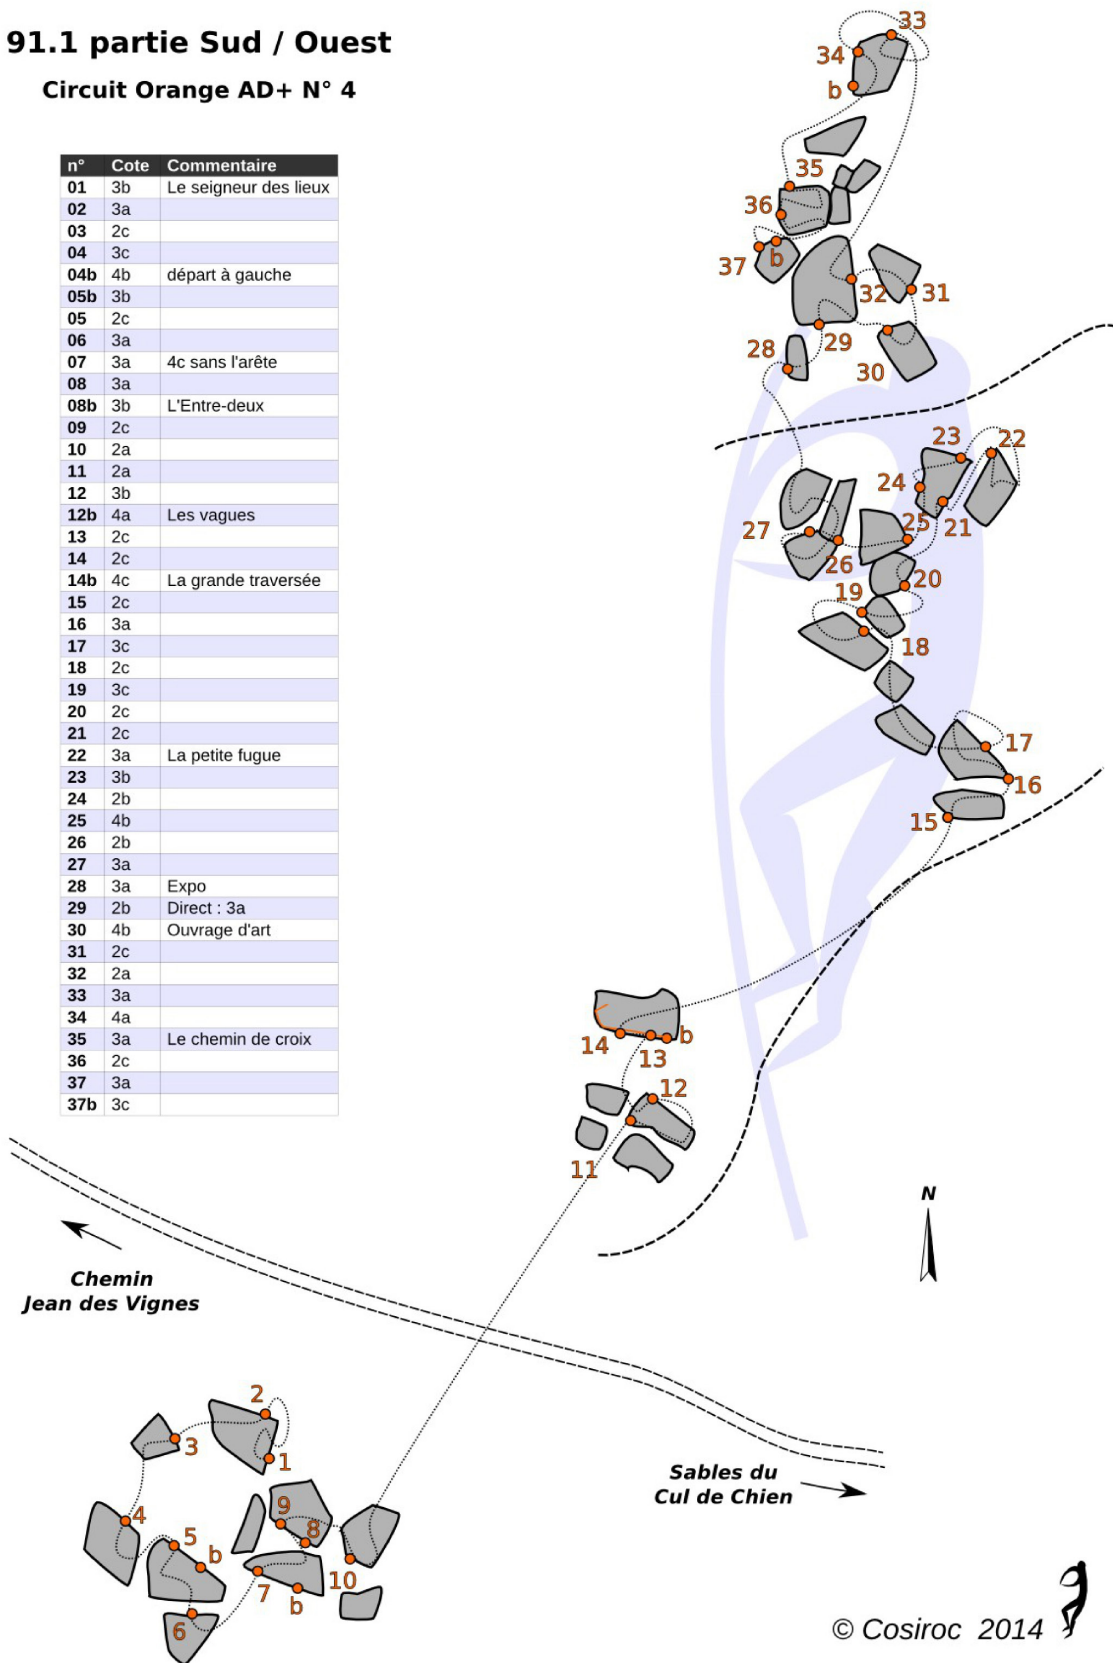 91.1 partie Sud / Ouest
Circuit Orange AD+ N° 4
n° Cote Commentaire
01 3b Le seigneur des lieux
02 3a
03 2c
04 3c
04b 4b départ à gauche
05b 3b
05 2c
06 3a
07 3a 4c sans l'arête
08 3a
08b 3b L'Entre-deux
09 2c
10 2a
11 2a
12 3b
12b 4a Les vagues
13 2c
14 2c
14b 4c La grande traversée
15 2c
16 3a
17 3c
18 2c
19 3c
20 2c
21 2c
22 3a La petite fugue
23 3b
24 2b
25 4b
26 2b
27 3a
28 3a Expo
29 2b Direct : 3a
30 4b Ouvrage d'art
31 2c
32 2a
33 3a
34 4a
35 3a Le chemin de croix
36 2c
37 3a
37b 3c
33
34
b
35
36
37
b
32
31
28
29
30
23
22
24
21
27
25
26
20
19
18
17
16
15
14
13
b
12
11
N
Chemin
Jean des Vignes
2
3
1
4
9
5
8
b
10
7
b
6
Sables du
Cul de Chien
© Cosiroc 2014